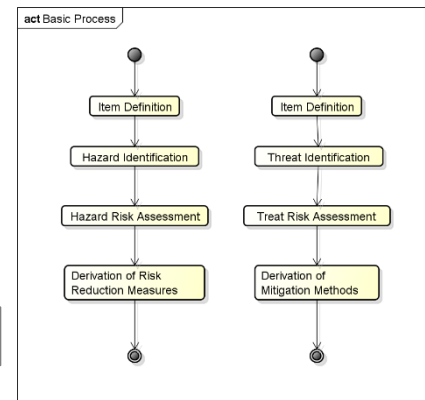 act Basic Process
Item Definition
Hazard Identification
Hazard Risk Assessment
Derivation of Risk
Reduction Measures
Item Definition
Threat Identification
Treat Risk Assessment
Derivation of
Mitigation Methods